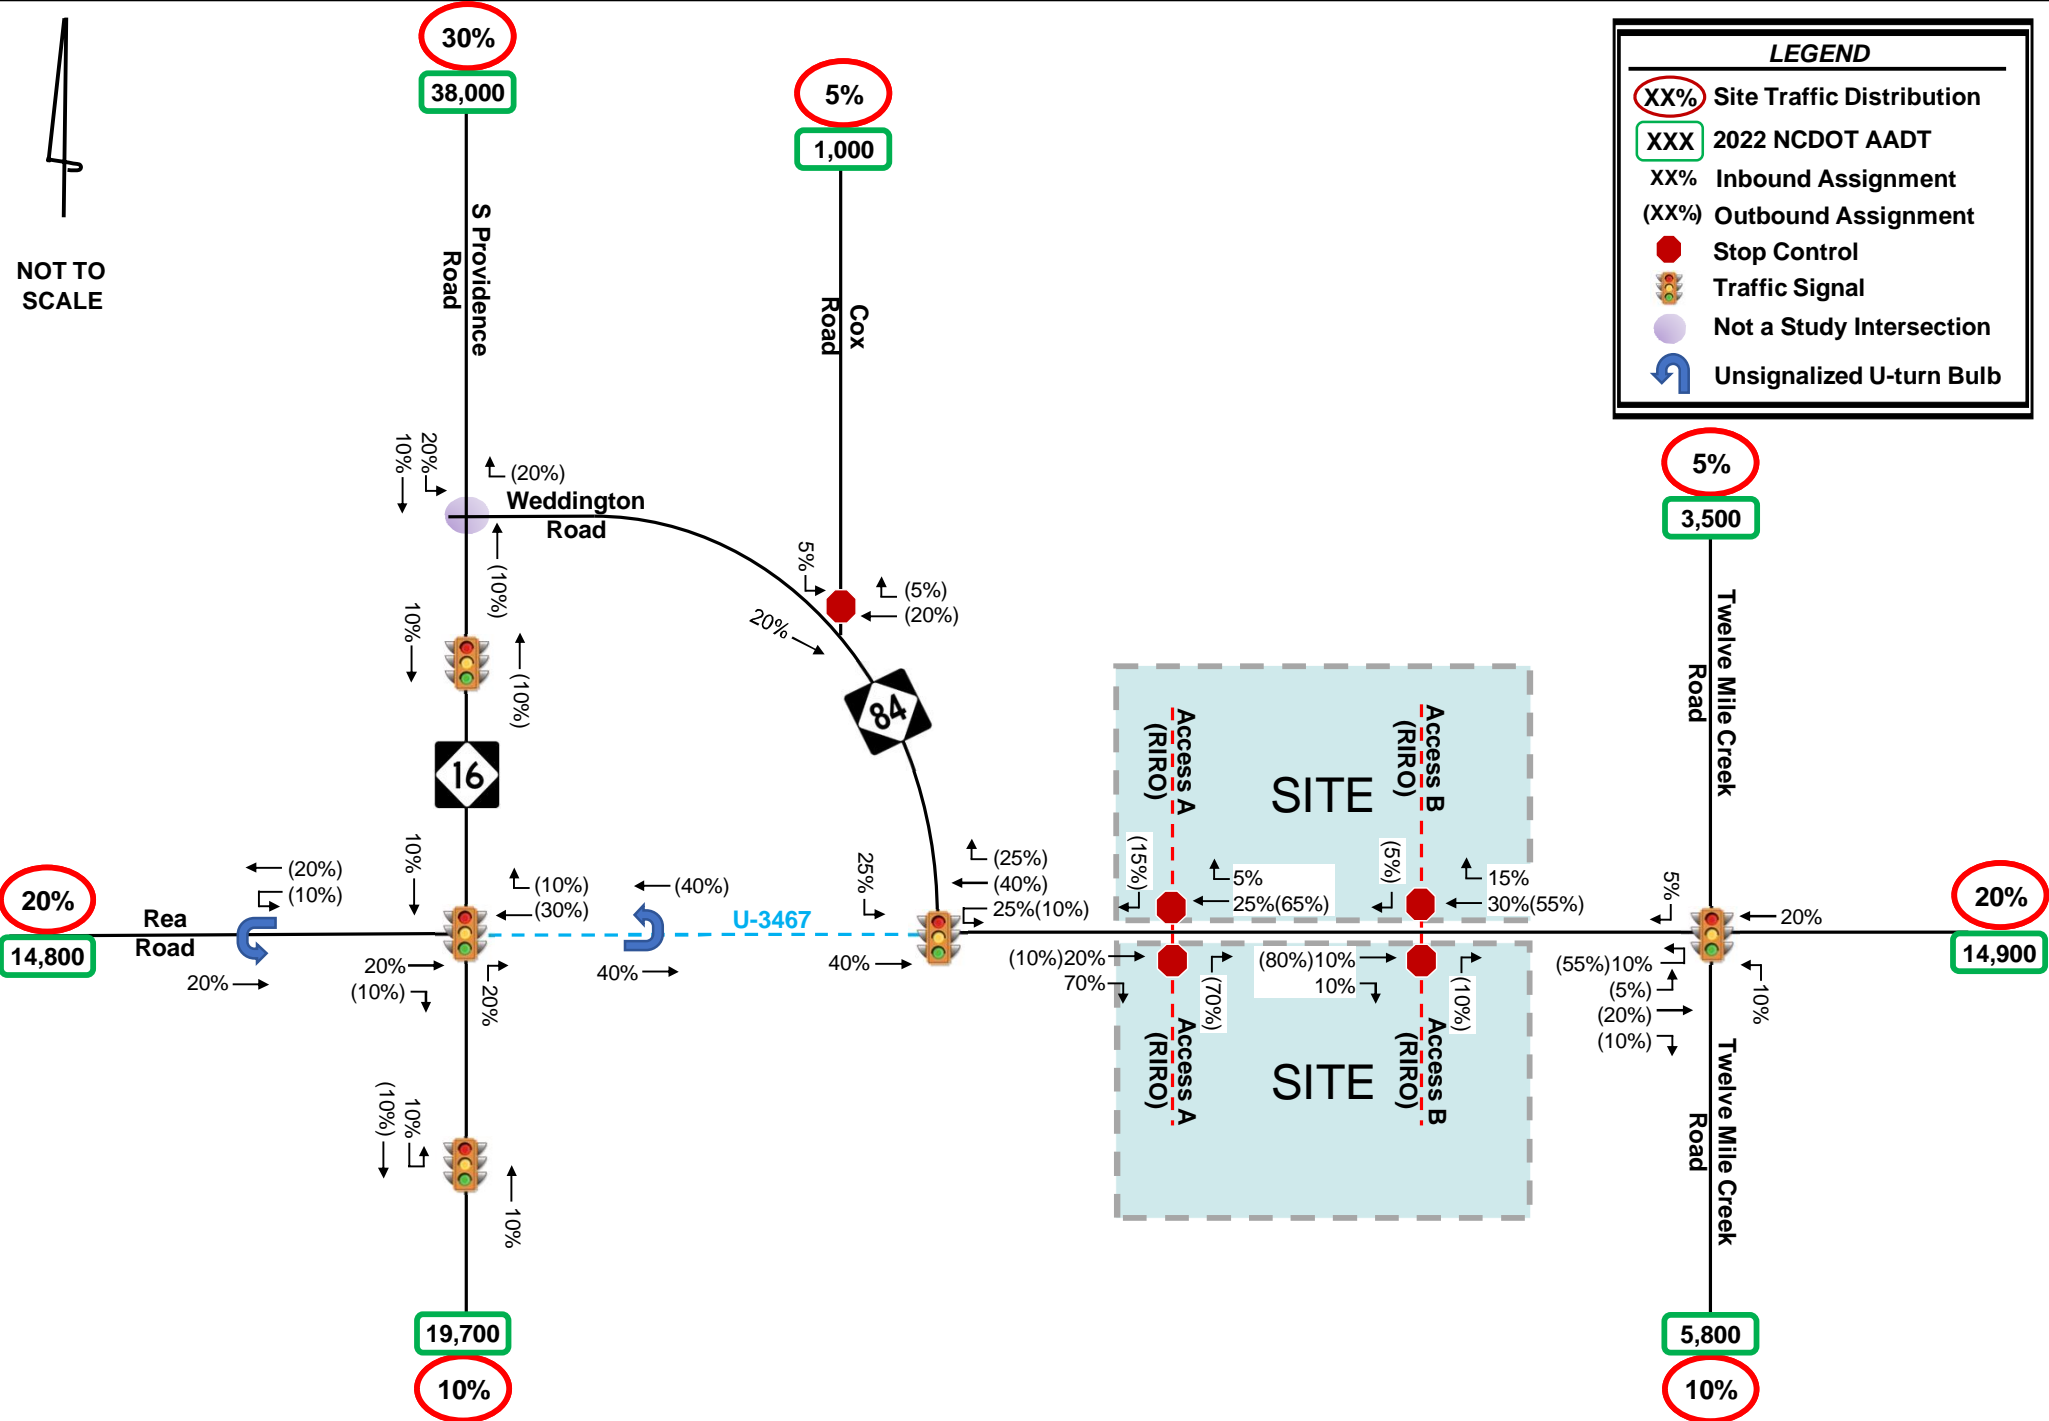 30%
38,000
5%
1,000
LEGEND
XX% Site Traffic Distribution
XXX 2022 NCDOT AADT
XX% Inbound Assignment
(XX%) Outbound Assignment
Stop Control
Traffic Signal
Not a Study Intersection
Unsignalized U-turn Bulb
NOT TO
SCALE
S Providence
Road
Cox
Road
10%
20%
(20%)
Weddington
Road
(10%)
5%
(5%)
(20%)
20%
10%
(10%)
16
84
5%
3,500
Twelve Mile Creek
Road
Access A
(RIRO)
SITE
Access B
(RIRO)
20%
14,800
Rea
Road
(20%)
(10%)
20%
10%
(10%)
(30%)
20%
(10%)
20%
(40%)
U-3467
40%
25%
(25%)
(40%)
25%(10%)
40%
(15%)
5%
25%(65%)
(5%)
15%
30%(55%)
(10%)20%
70%
(70%)
(80%)10%
10%
(10%)
5%
20%
(55%)10%
(5%)
(20%)
(10%)
10%
20%
14,900
Access A
(RIRO)
SITE
Access B
(RIRO)
Twelve Mile Creek
Road
(10%)
10%
10%
19,700
10%
5,800
10%